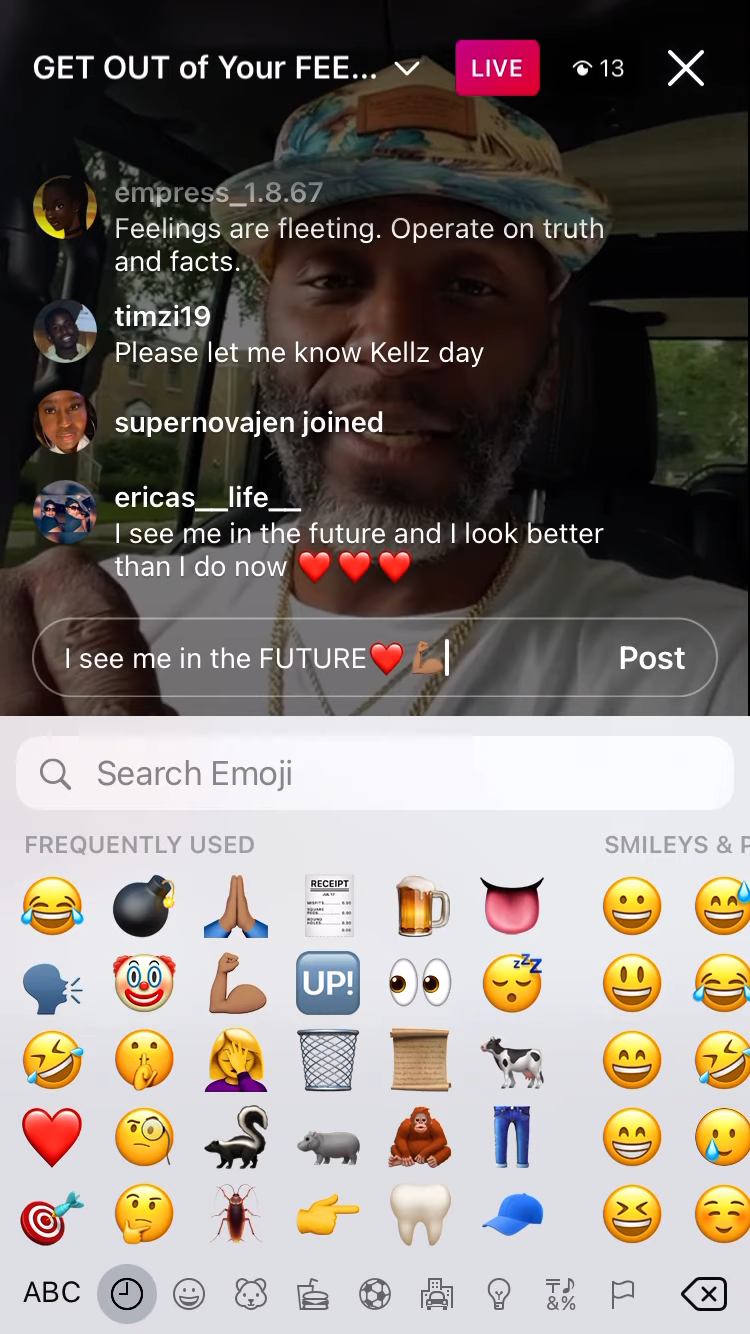 GET OUT of Your FEE...
LIVE
13
empress_1.8.67
Feelings are fleeting. Operate on truth
and facts.
timzi19
Please let me know Kellz day
supernovajen joined
ericas__life__
I see me in the future and I look better
than I do now ❤️❤️❤️
I see me in the FUTURE❤️💪🏾
Post
Search Emoji
FREQUENTLY USED
SMILEYS & P
RECEIPT
UP!
zzZ
ABC